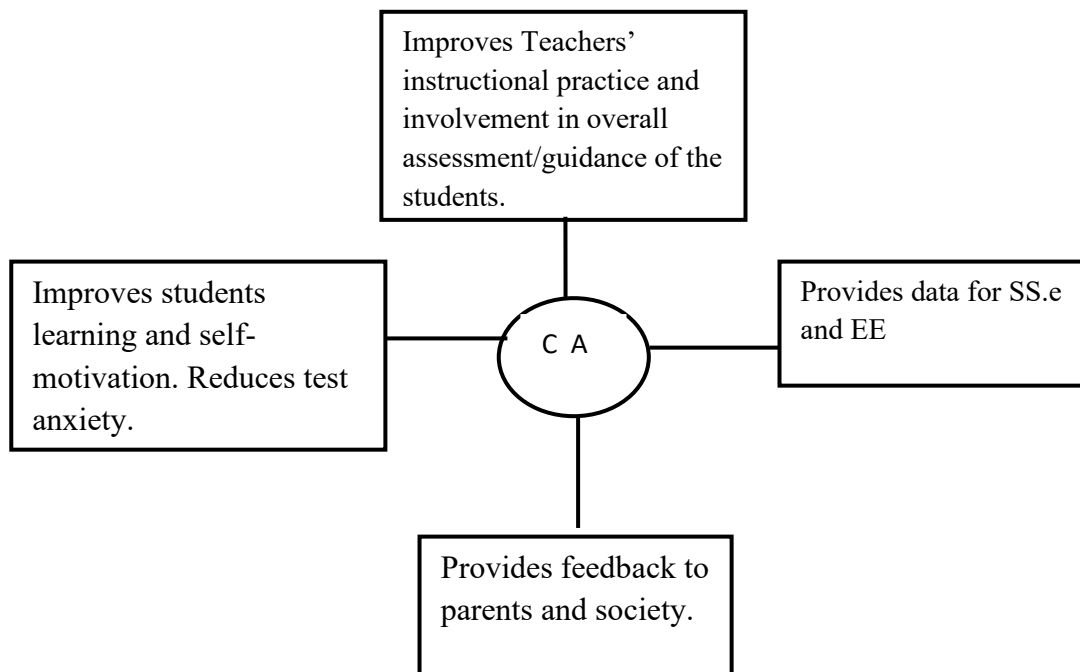 Improves Teachers’
instructional practice and
involvement in overall
assessment/guidance of the
students.
Improves students
learning and self-
motivation. Reduces test
anxiety.
C A
Provides data for SS.e
and EE
Provides feedback to
parents and society.